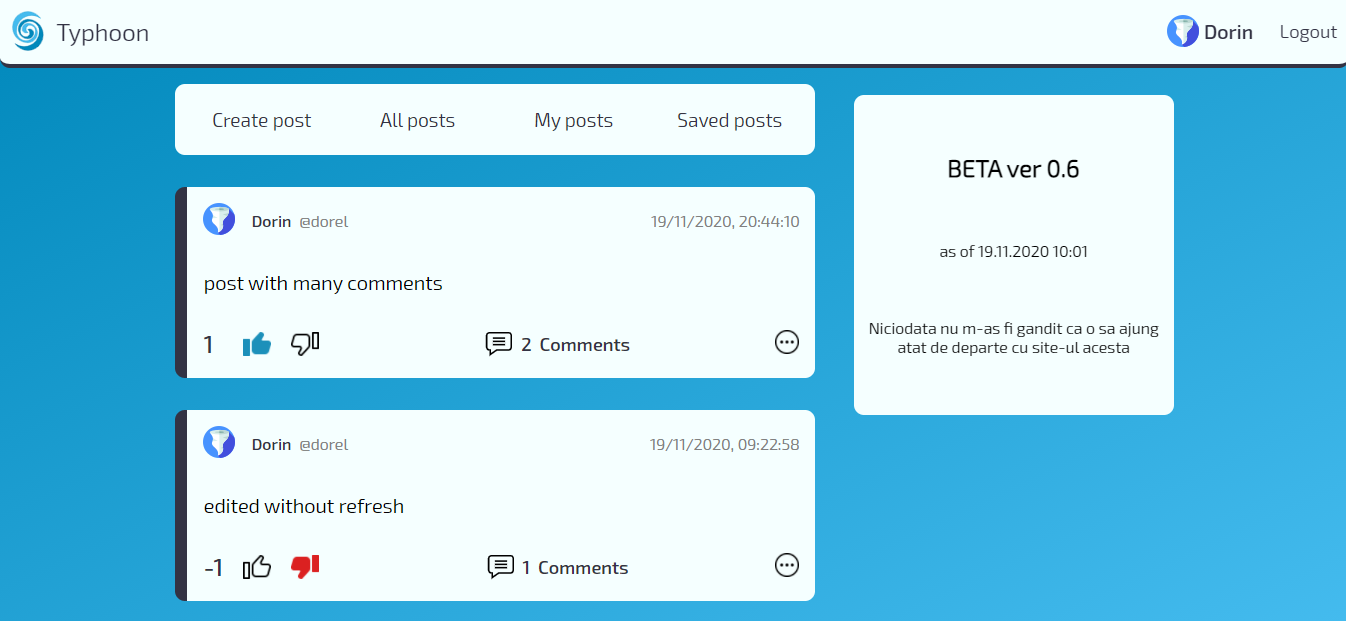 Typhoon
Dorin
Logout
Create post
All posts
My posts
Saved posts
Dorin @dorel
19/11/2020, 20:44:10
post with many comments
1
2 Comments
Dorin @dorel
19/11/2020, 09:22:58
edited without refresh
-1
1 Comments
BETA ver 0.6
as of 19.11.2020 10:01
Niciodata nu m-as fi gandit ca o sa ajung
atat de departe cu site-ul acesta